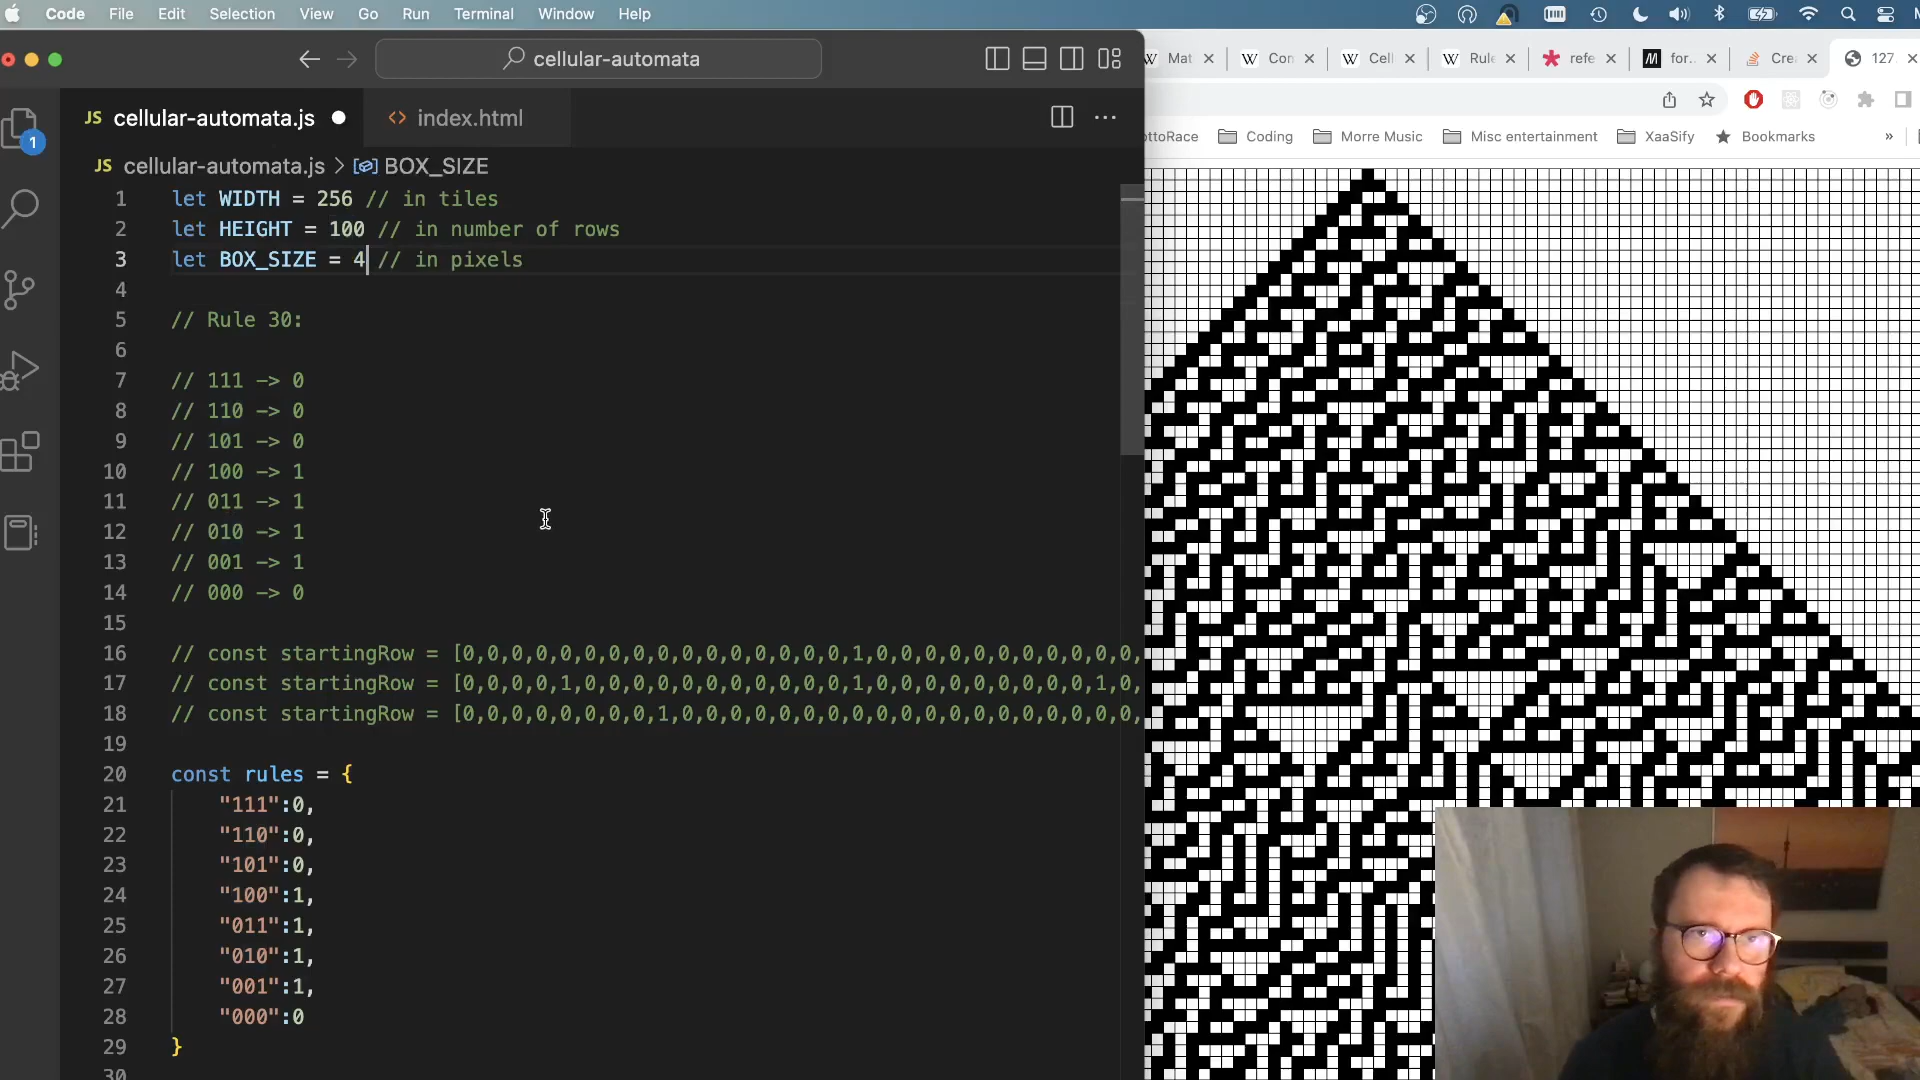 Code File Edit Selection View Go Run Terminal Window Help
cellular-automata
Mat Con Cell Rule refe for.. Crea 127
JS cellular-automata.js <> index.html
ottoRace Coding Morre Music Misc entertainment XaaSify Bookmarks »
1
JS cellular-automata.js > BOX_SIZE
1 let WIDTH = 256 // in tiles
2 let HEIGHT = 100 // in number of rows
3 let BOX_SIZE = 4 // in pixels
4
5 // Rule 30:
6
7 // 111 -> 0
8 // 110 -> 0
9 // 101 -> 0
10 // 100 -> 1
11 // 011 -> 1
12 // 010 -> 1
13 // 001 -> 1
14 // 000 -> 0
15
16 // const startingRow = [0,0,0,0,0,0,0,0,0,0,0,0,0,0,0,0,1,0,0,0,0,0,0,0,0,0,0,0,
17 // const startingRow = [0,0,0,0,1,0,0,0,0,0,0,0,0,0,0,0,1,0,0,0,0,0,0,0,0,0,1,0,
18 // const startingRow = [0,0,0,0,0,0,0,0,1,0,0,0,0,0,0,0,0,0,0,0,0,0,0,0,0,0,0,0,
19
20 const rules = {
21 "111":0,
22 "110":0,
23 "101":0,
24 "100":1,
25 "011":1,
26 "010":1,
27 "001":1,
28 "000":0
29 }
30